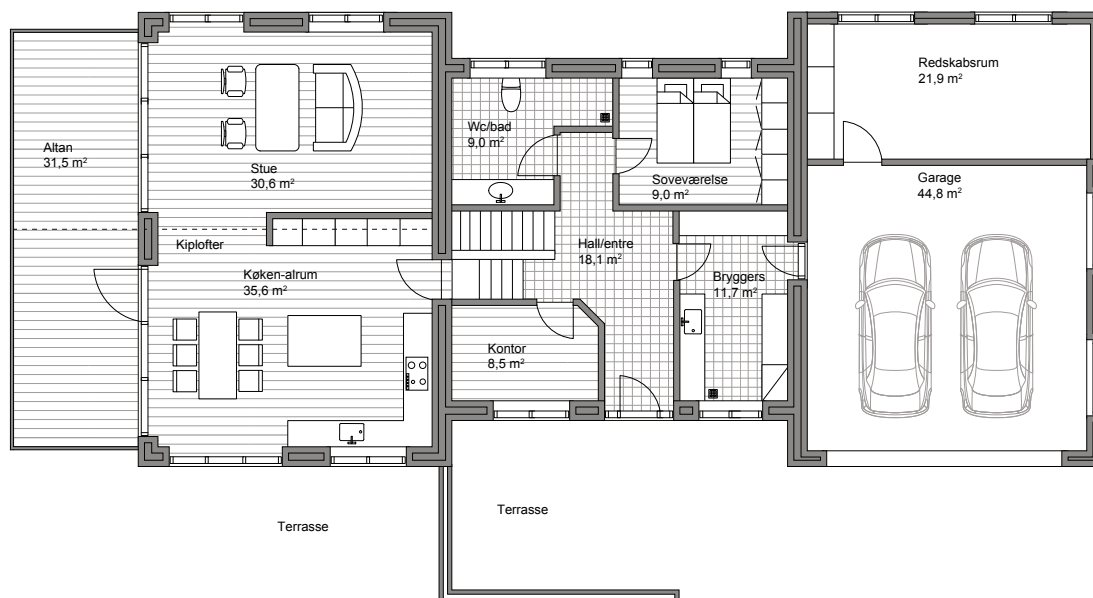 Redskabsrum
21,9 m²
Altan
31,5 m²
Stue
30,6 m²
Wc/bad
9,0 m²
Soveværelse
9,0 m²
Garage
44,8 m²
Kiplofter
Hall/entre
18,1 m²
Køken-alrum
35,6 m²
Bryggers
11,7 m²
Kontor
8,5 m²
Terrasse
Terrasse